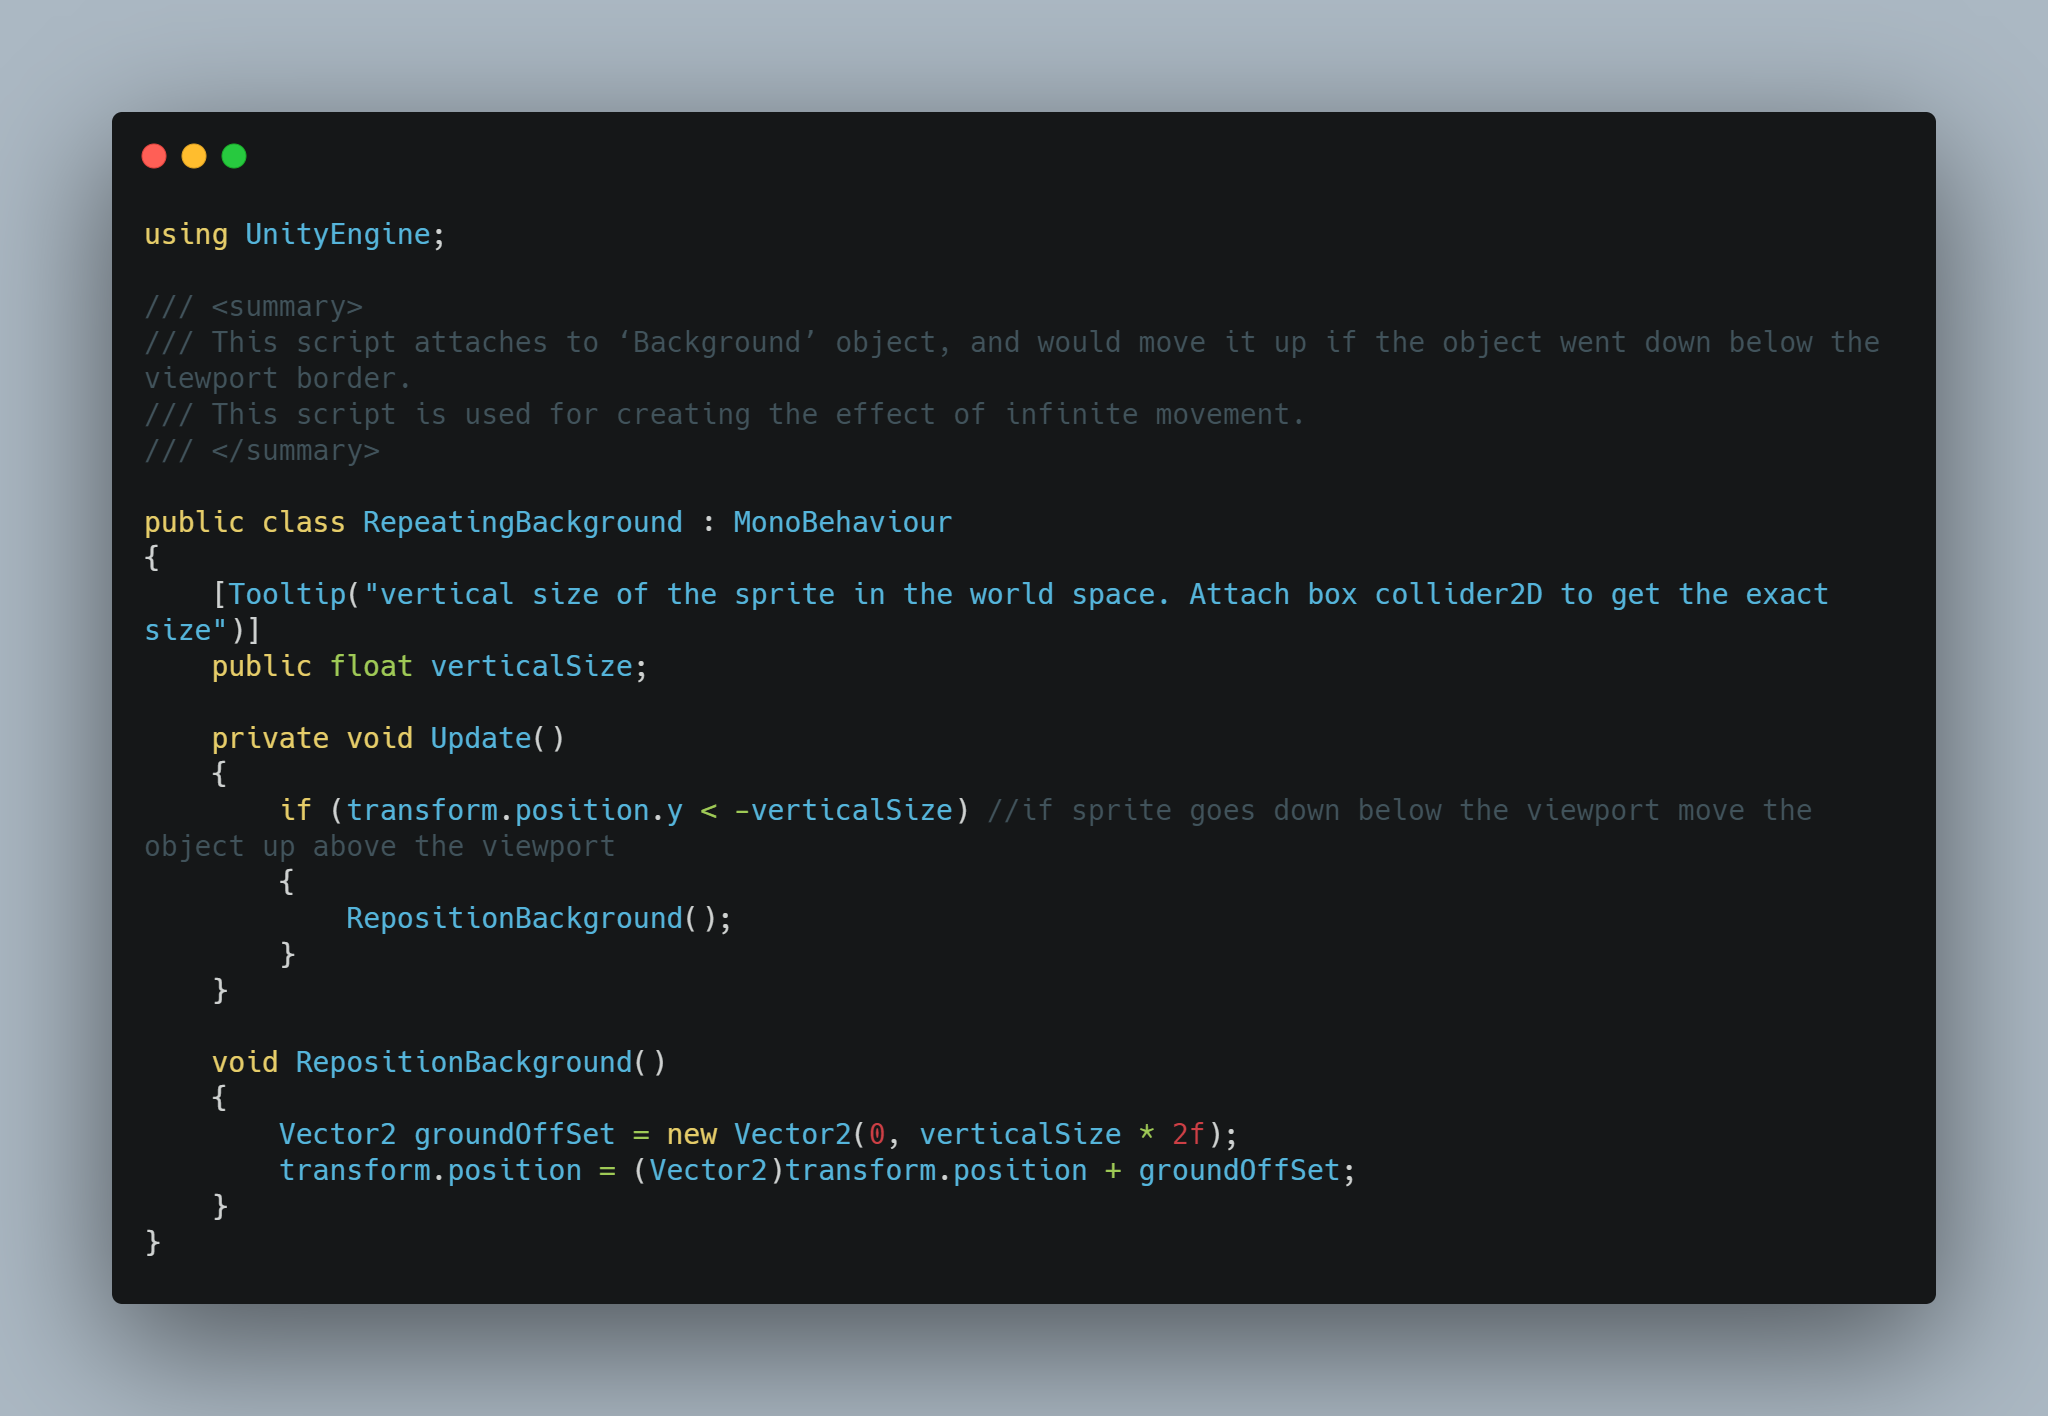 using UnityEngine;
/// <summary>
/// This script attaches to ‘Background’ object, and would move it up if the object went down below the
viewport border.
/// This script is used for creating the effect of infinite movement.
/// </summary>
public class RepeatingBackground : MonoBehaviour
{
    [Tooltip("vertical size of the sprite in the world space. Attach box collider2D to get the exact
size")]
    public float verticalSize;
    private void Update()
    {
        if (transform.position.y < -verticalSize) //if sprite goes down below the viewport move the
object up above the viewport
        {
            RepositionBackground();
        }
    }
    void RepositionBackground()
    {
        Vector2 groundOffSet = new Vector2(0, verticalSize * 2f);
        transform.position = (Vector2)transform.position + groundOffSet;
    }
}